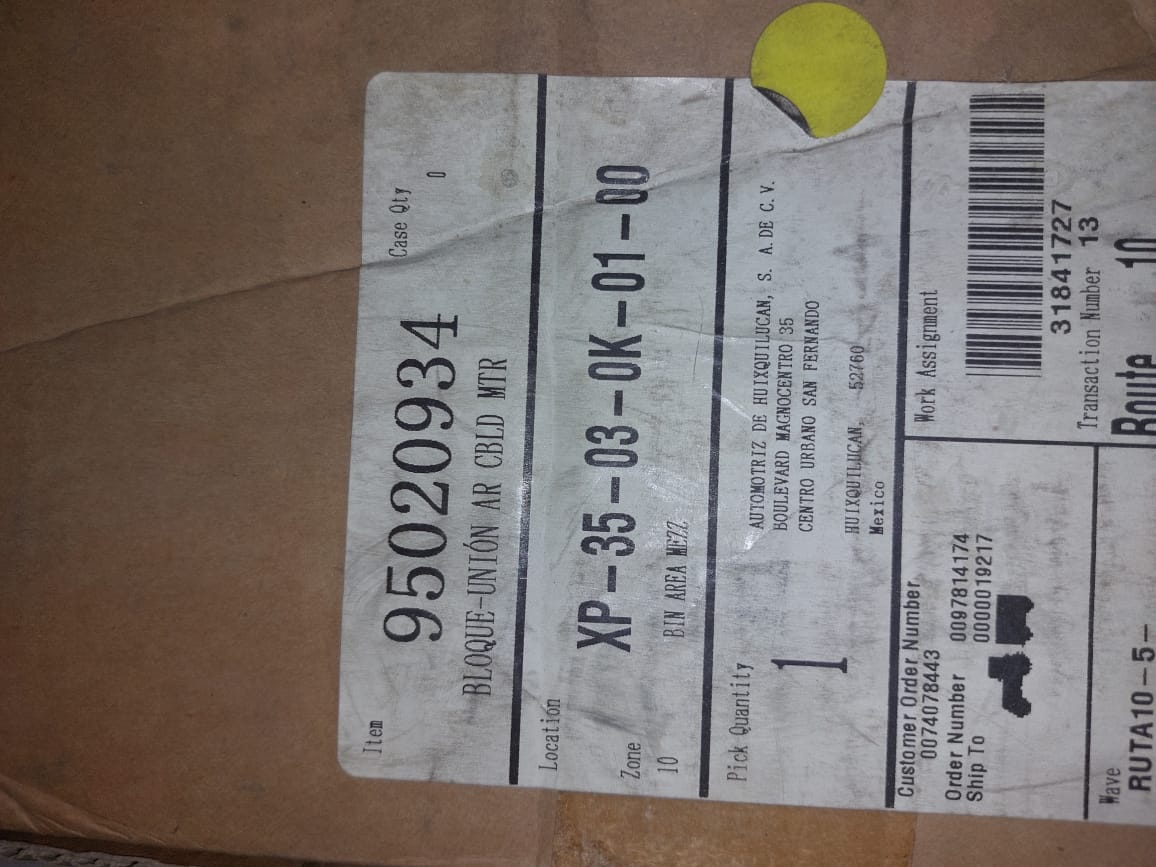 Item
95020934
Case Qty
0
BLOQUE-UNIÓN AR CBLD MTR
Location
XP-35-03-0K-01-00
Zone
10
BIN AREA MEZZ
Pick Quantity
1
AUTOMOTRIZ DE HUIXQUILUCAN, S. A. DE C. V.
BOULEVARD MAGNOCENTRO 35
CENTRO URBANO SAN FERNANDO
HUIXQUILUCAN, 52760
Mexico
Customer Order Number
0074078443
Order Number 0097814174
Ship To 0000019217
Work Assignment
31841727
Transaction Number 13
Wave
RUTA10-5-
Route 10